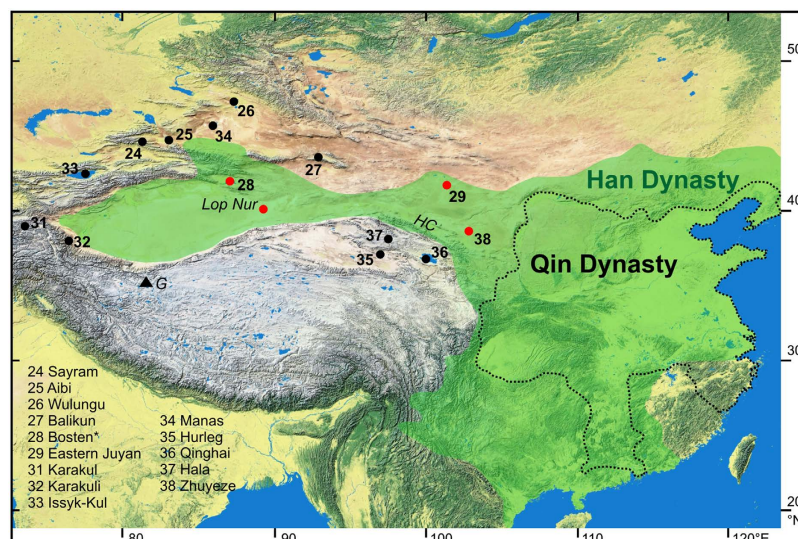 50
26
34
25
24
27
33
28
29
Han Dynasty
Lop Nur
40
HC
31
32
37
38
36
35
Qin Dynasty
G
30
24 Sayram
25 Aibi
26 Wulungu
27 Balikun
28 Bosten*
29 Eastern Juyan
31 Karakul
32 Karakuli
33 Issyk-Kul
34 Manas
35 Hurleg
36 Qinghai
37 Hala
38 Zhuyeze
20
°N
80
90
100
110
120°E